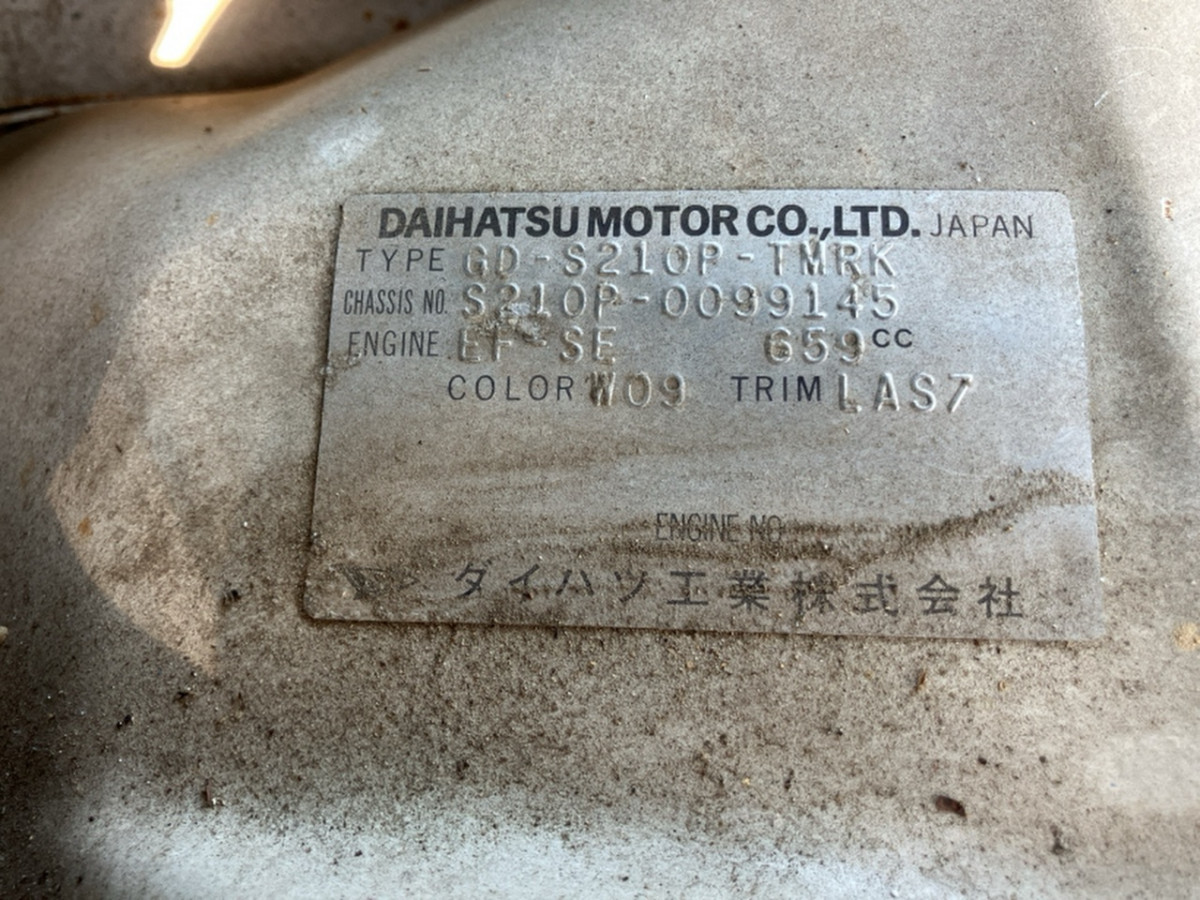 DAIHATSU MOTOR CO.,LTD. JAPAN
TYPE GD-S210P-TMRK
CHASSIS NO. S210P-0099145
ENGINE EF-SE 659cc
COLOR W09 TRIM LAS7
ENGINE NO
ダイハツ工業株式会社